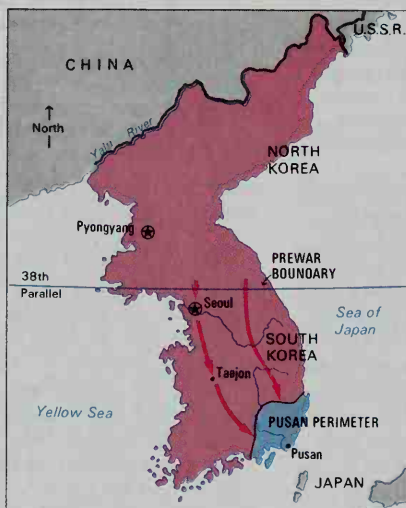 U.S.S.R.
CHINA
North
Yalu River
NORTH
KOREA
Pyongyang
PREWAR
BOUNDARY
38th
Parallel
Seoul
Sea of
Japan
SOUTH
KOREA
Taejon
Yellow Sea
PUSAN PERIMETER
Pusan
JAPAN